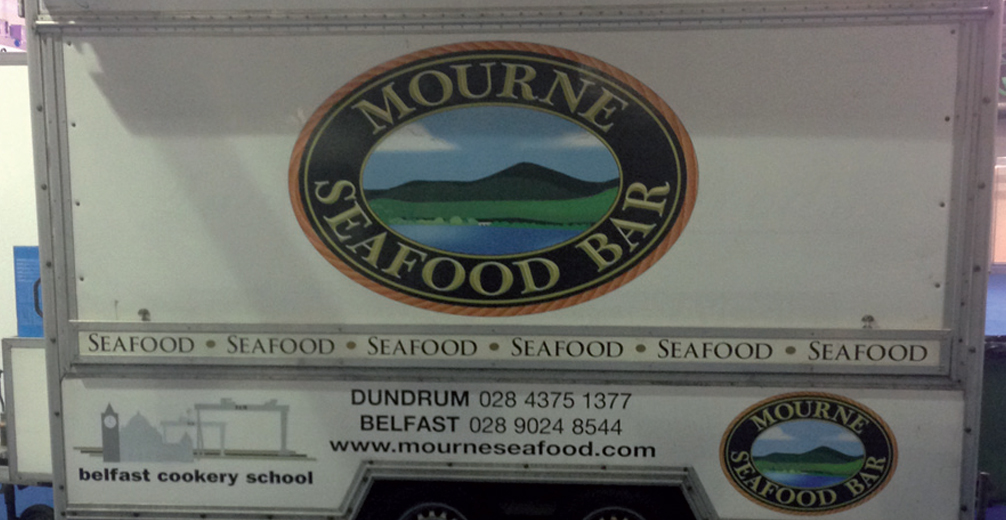 MOURNE
SEAFOOD BAR
SEAFOOD • SEAFOOD • SEAFOOD • SEAFOOD • SEAFOOD • SEAFOOD
DUNDRUM 028 4375 1377
BELFAST 028 9024 8544
www.mourneseafood.com
belfast cookery school
MOURNE
SEAFOOD BAR